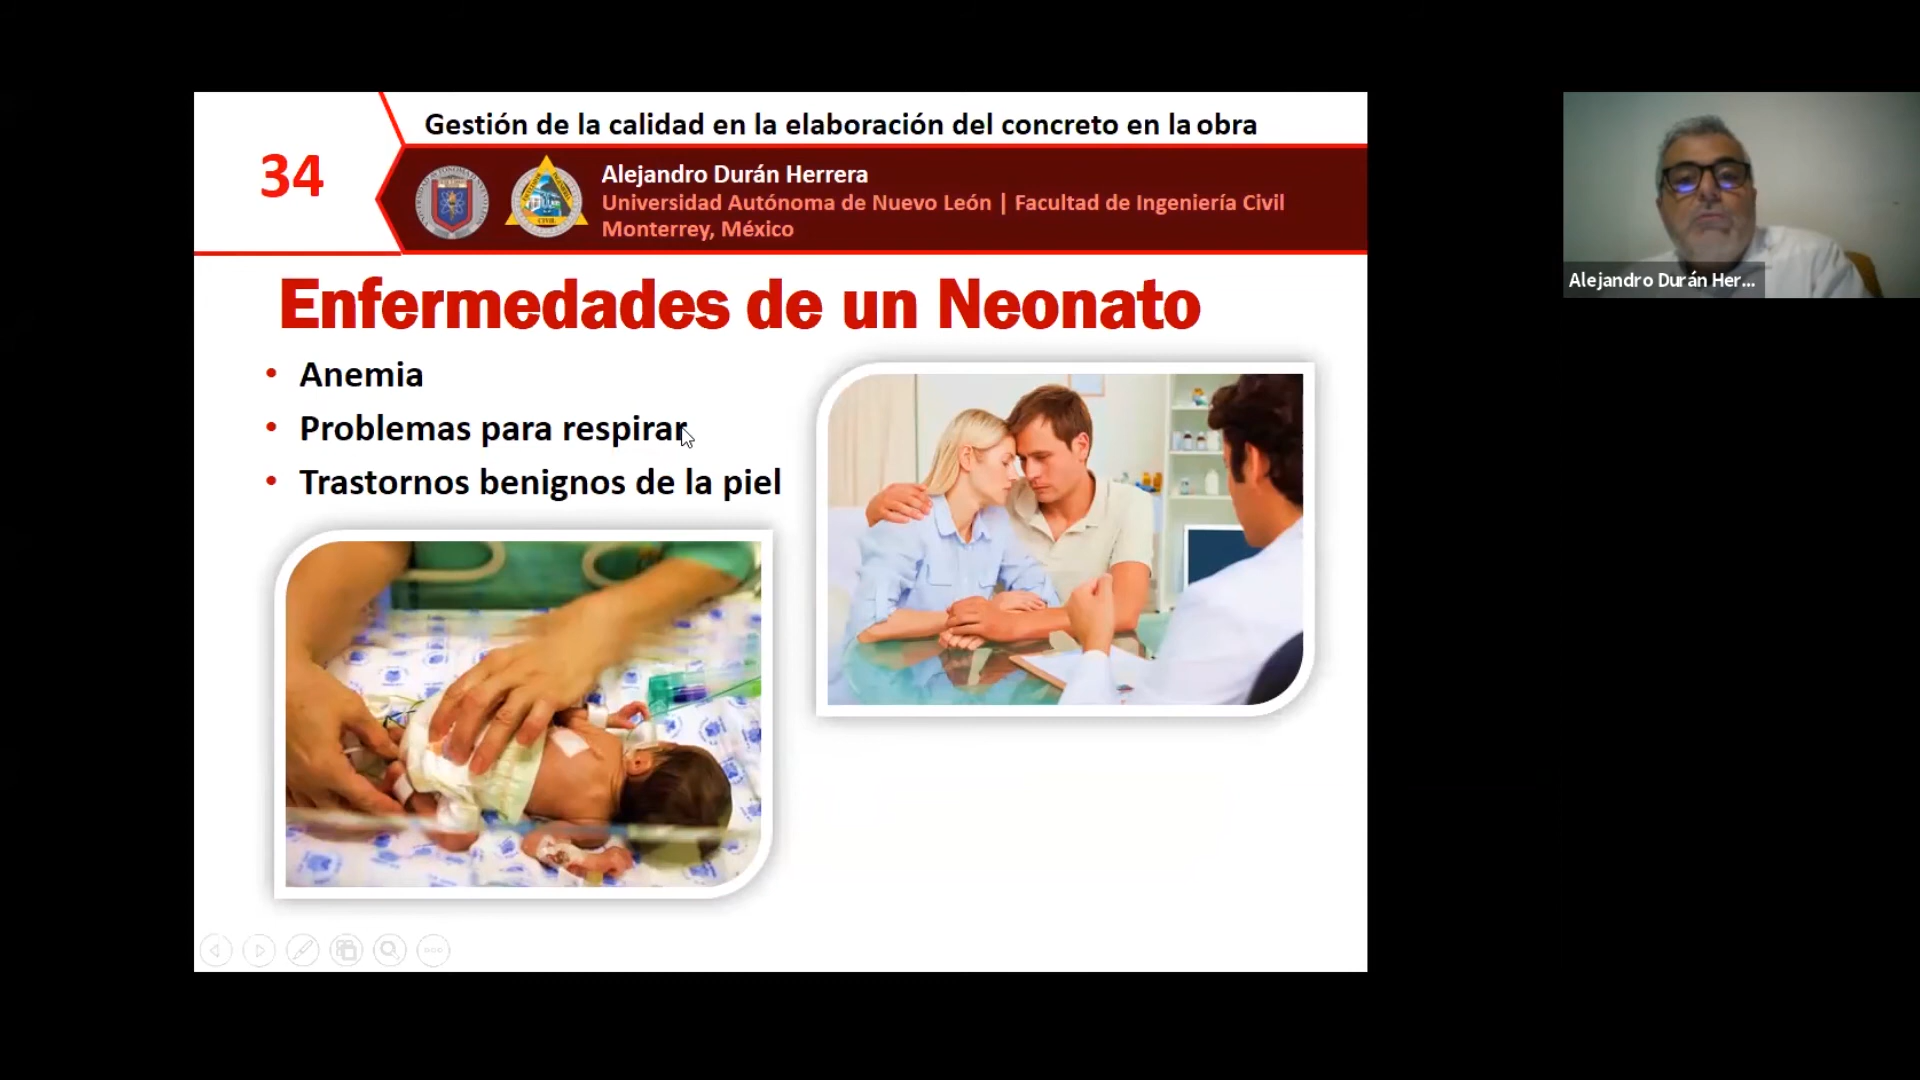 Gestión de la calidad en la elaboración del concreto en la obra
34
Alejandro Durán Herrera
Universidad Autónoma de Nuevo León | Facultad de Ingeniería Civil
Monterrey, México
Enfermedades de un Neonato
• Anemia
• Problemas para respirar
• Trastornos benignos de la piel
Alejandro Durán Her...